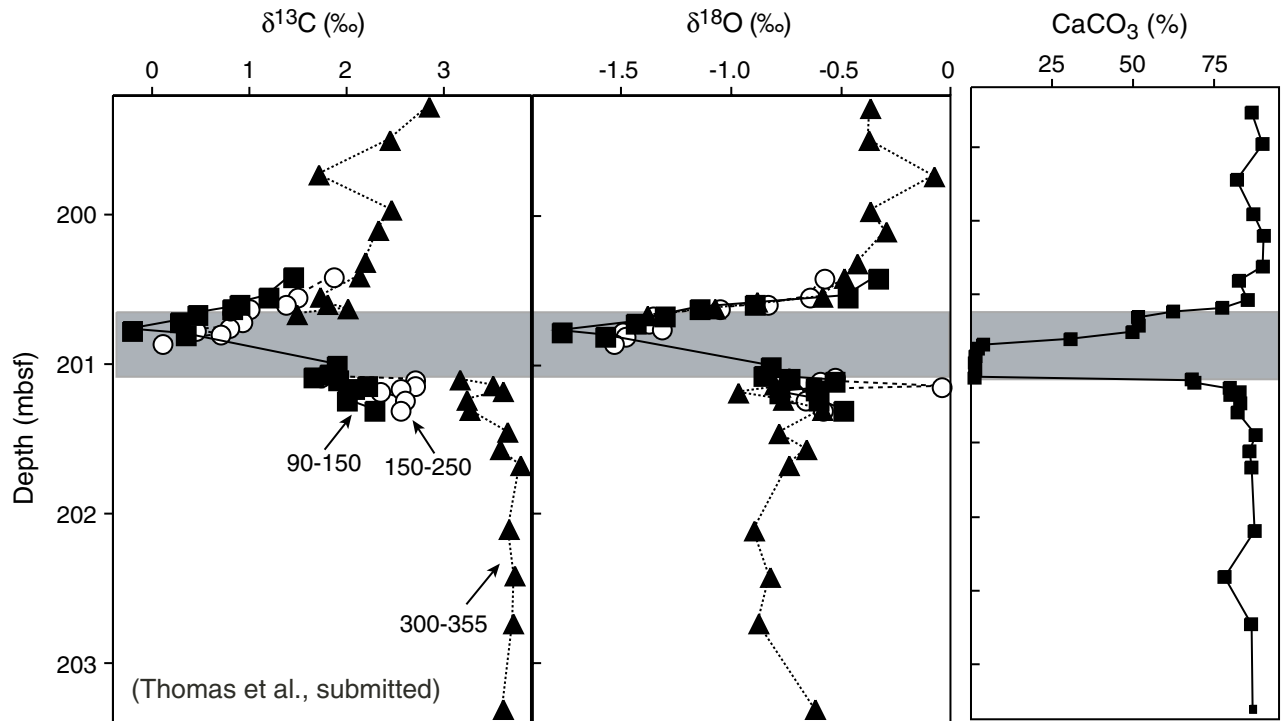 δ13C (‰)
δ18O (‰)
CaCO3 (%)
0 1 2 3
-1.5 -1.0 -0.5 0
25 50 75
Depth (mbsf)
200
201
202
203
90-150
150-250
300-355
(Thomas et al., submitted)